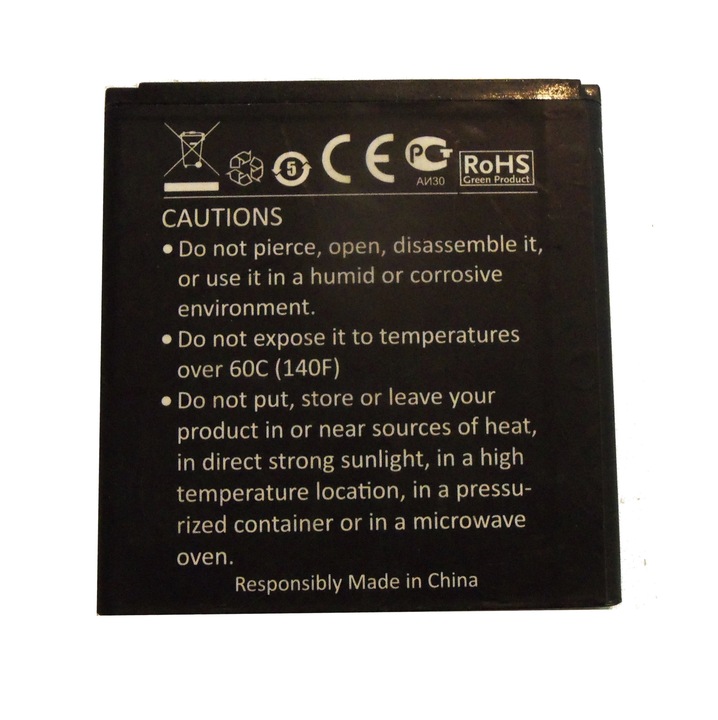 5 CE РСТ RoHS
АИ30 Green Product
CAUTIONS
• Do not pierce, open, disassemble it,
or use it in a humid or corrosive
environment.
• Do not expose it to temperatures
over 60C (140F)
• Do not put, store or leave your
product in or near sources of heat,
in direct strong sunlight, in a high
temperature location, in a pressu-
rized container or in a microwave
oven.
Responsibly Made in China